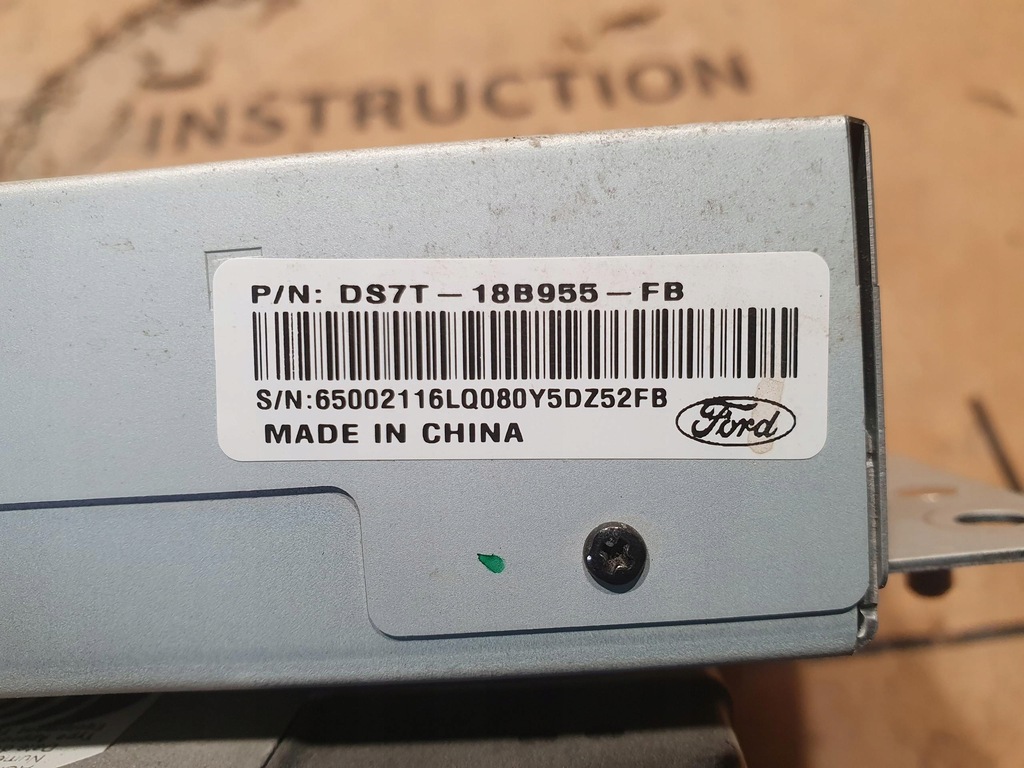 INSTRUCTION
P/N: DS7T-18B955-FB
S/N:65002116LQ080Y5DZ52FB
MADE IN CHINA
Ford